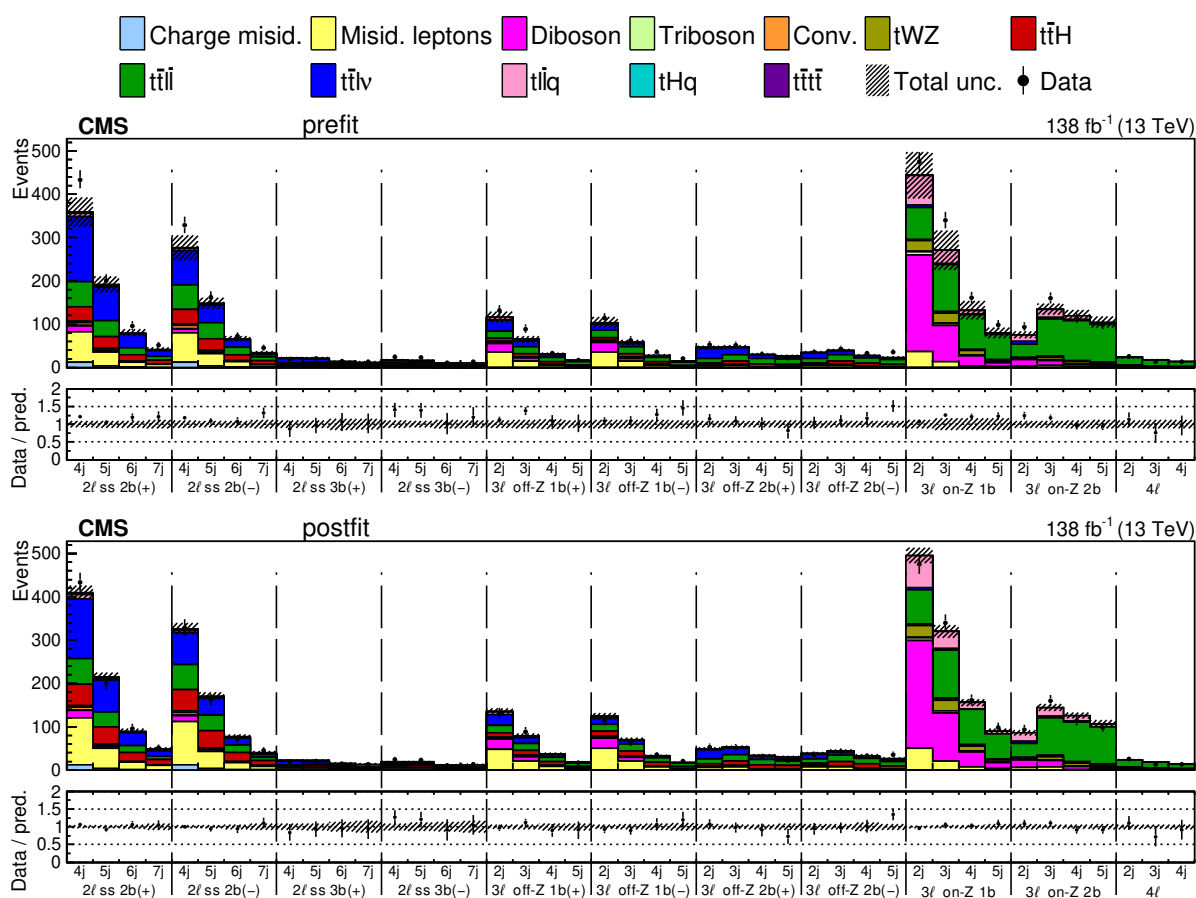 Charge misid. Misid. leptons Diboson Triboson Conv. tWZ tt̄H
tt̄ll̄ tt̄lν tll̄q tHq tt̄tt̄ Total unc. Data
CMS prefit 138 fb⁻¹ (13 TeV)
Events
500
400
300
200
100
0
Data / pred.
2
1.5
1
0.5
0
4j 5j 6j 7j 4j 5j 6j 7j 4j 5j 6j 7j 4j 5j 6j 7j 2j 3j 4j 5j 2j 3j 4j 5j 2j 3j 4j 5j 2j 3j 4j 5j 2j 3j 4j 5j 2j 3j 4j 5j 2j 3j 4j
2ℓ ss 2b(+) 2ℓ ss 2b(−) 2ℓ ss 3b(+) 2ℓ ss 3b(−) 3ℓ off-Z 1b(+) 3ℓ off-Z 1b(−) 3ℓ off-Z 2b(+) 3ℓ off-Z 2b(−) 3ℓ on-Z 1b 3ℓ on-Z 2b 4ℓ
CMS postfit 138 fb⁻¹ (13 TeV)
Events
500
400
300
200
100
0
Data / pred.
2
1.5
1
0.5
0
4j 5j 6j 7j 4j 5j 6j 7j 4j 5j 6j 7j 4j 5j 6j 7j 2j 3j 4j 5j 2j 3j 4j 5j 2j 3j 4j 5j 2j 3j 4j 5j 2j 3j 4j 5j 2j 3j 4j 5j 2j 3j 4j
2ℓ ss 2b(+) 2ℓ ss 2b(−) 2ℓ ss 3b(+) 2ℓ ss 3b(−) 3ℓ off-Z 1b(+) 3ℓ off-Z 1b(−) 3ℓ off-Z 2b(+) 3ℓ off-Z 2b(−) 3ℓ on-Z 1b 3ℓ on-Z 2b 4ℓ